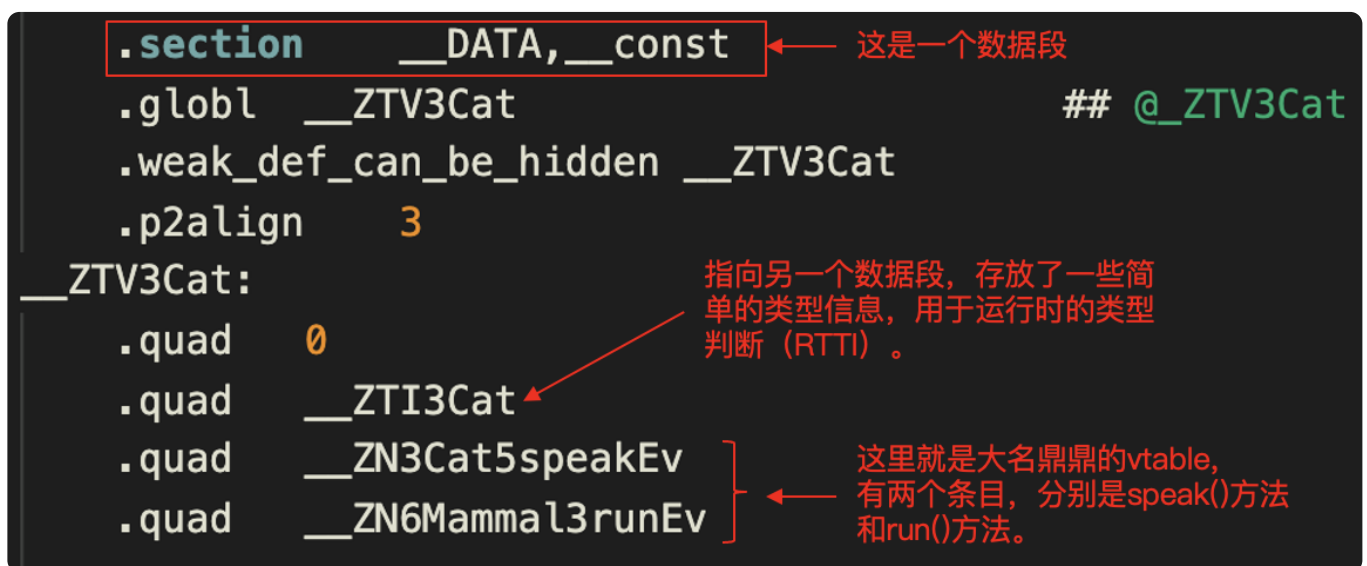 .section __DATA,__const
这是一个数据段
.globl __ZTV3Cat ## @_ZTV3Cat
.weak_def_can_be_hidden __ZTV3Cat
.p2align 3
__ZTV3Cat:
指向另一个数据段，存放了一些简
单的类型信息，用于运行时的类型
判断（RTTI）。
.quad 0
.quad __ZTI3Cat
.quad __ZN3Cat5speakEv
.quad __ZN6Mammal3runEv
这里就是大名鼎鼎的vtable,
有两个条目，分别是speak()方法
和run()方法。